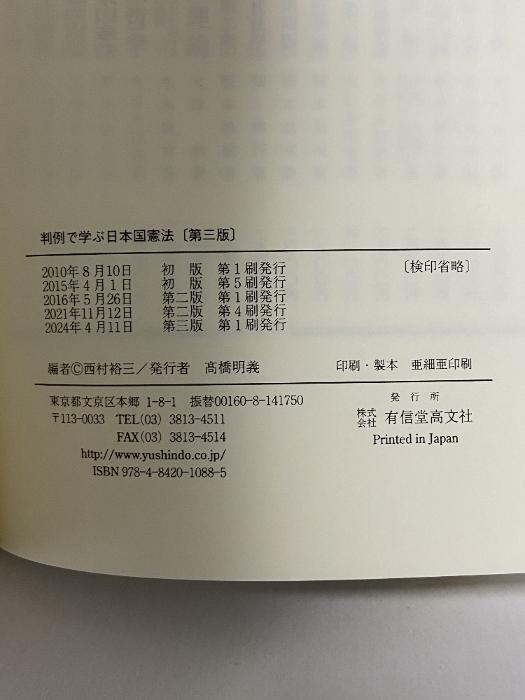 判例で学ぶ日本国憲法〔第三版〕
2010年8月10日 初 版 第1刷発行 〔検印省略〕
2015年4月1日 初 版 第5刷発行
2016年5月26日 第二版 第1刷発行
2021年11月12日 第二版 第4刷発行
2024年4月11日 第三版 第1刷発行
編者©西村裕三/発行者 髙橋明義 印刷・製本 亜細亜印刷
東京都文京区本郷 1-8-1 振替00160-8-141750
〒113-0033 TEL(03) 3813-4511
FAX(03) 3813-4514
http://www.yushindo.co.jp/
ISBN 978-4-8420-1088-5
発行所
株式会社 有信堂高文社
Printed in Japan